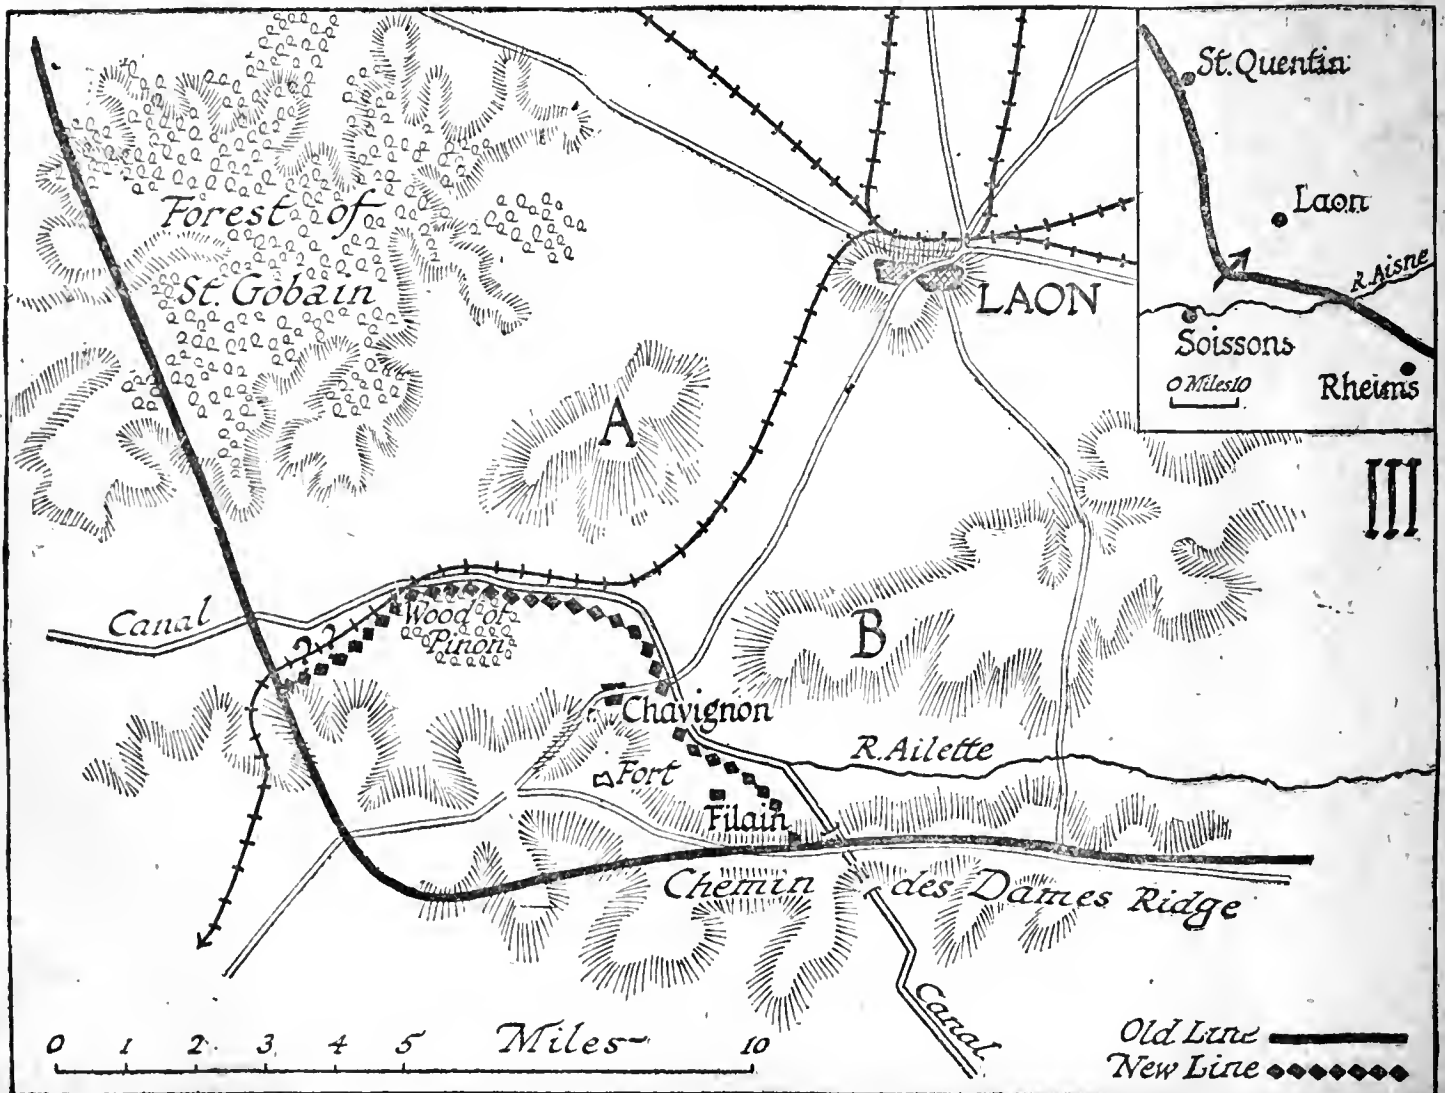 Forest of
St. Gobain
A
LAON
St. Quentin
Laon
R. Aisne
Soissons
0 Miles 10
Rheims
III
Canal
??
Wood of
Pinon
B
Chavignon
R. Ailette
Fort
Filain
Chemin des Dames Ridge
Canal
0 1 2 3 4 5 Miles 10
Old Line
New Line